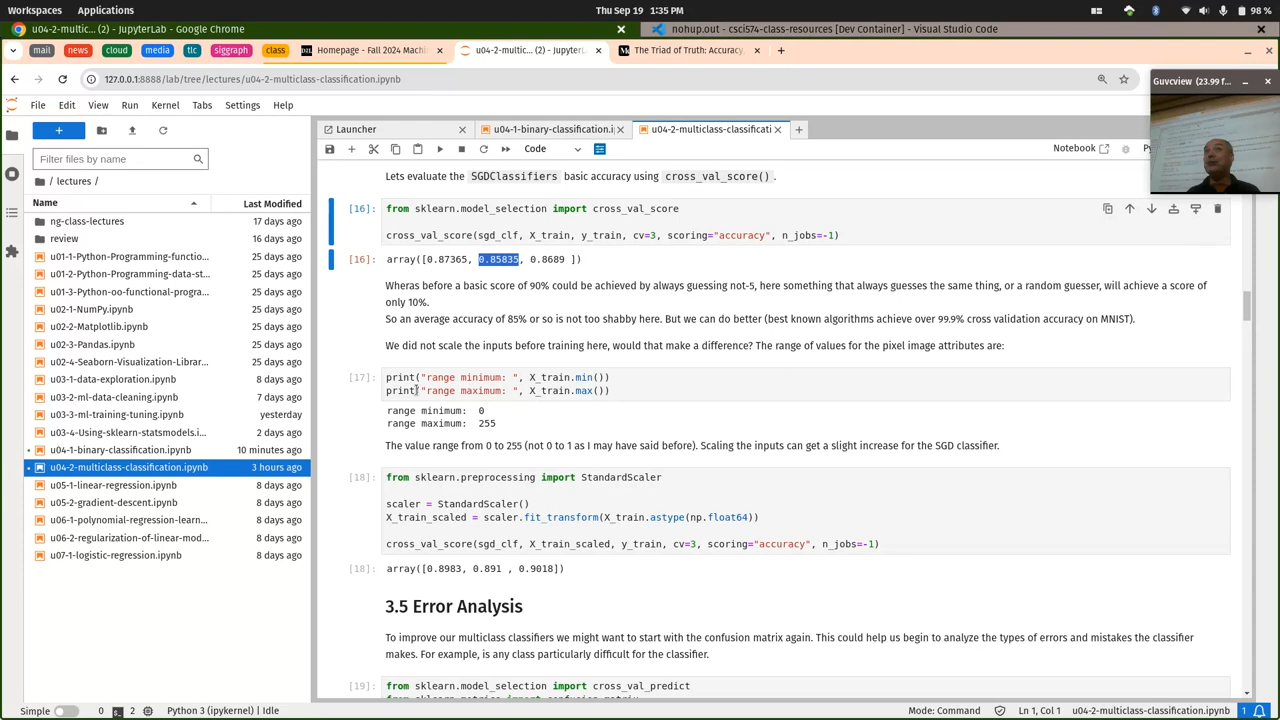 Workspaces Applications Thu Sep 19 1:35 PM 98 %
u04-2-multic... (2) - JupyterLab nohup.out - csci574-class-resources [Dev Container] - Visual Studio Code
mail news cloud media tlc siggraph class Homepage - Fall 2024 Machi u04-2-multic... (2) - JupyterL The Triad of Truth: Accuracy,
127.0.0.1:8888/lab/tree/lectures/u04-2-multiclass-classification.ipynb
Guvcview (23.99 f
File Edit View Run Kernel Tabs Settings Help
Launcher u04-1-binary-classification.i u04-2-multiclass-classificati
Code Notebook Py
Filter files by name
/ lectures /
Name Last Modified
ng-class-lectures 17 days ago
review 16 days ago
u01-1-Python-Programming-functio... 25 days ago
u01-2-Python-Programming-data-st... 25 days ago
u01-3-Python-oo-functional-progra... 25 days ago
u02-1-NumPy.ipynb 25 days ago
u02-2-Matplotlib.ipynb 25 days ago
u02-3-Pandas.ipynb 25 days ago
u02-4-Seaborn-Visualization-Librar... 25 days ago
u03-1-data-exploration.ipynb 8 days ago
u03-2-ml-data-cleaning.ipynb 7 days ago
u03-3-ml-training-tuning.ipynb yesterday
u03-4-Using-sklearn-statsmodels.i... 2 days ago
u04-1-binary-classification.ipynb 10 minutes ago
u04-2-multiclass-classification.ipynb 3 hours ago
u05-1-linear-regression.ipynb 8 days ago
u05-2-gradient-descent.ipynb 8 days ago
u06-1-polynomial-regression-learn... 8 days ago
u06-2-regularization-of-linear-mod... 8 days ago
u07-1-logistic-regression.ipynb 8 days ago
Lets evaluate the SGDClassifiers basic accuracy using cross_val_score() .
[16]: from sklearn.model_selection import cross_val_score
cross_val_score(sgd_clf, X_train, y_train, cv=3, scoring="accuracy", n_jobs=-1)
[16]: array([0.87365, 0.85835, 0.8689 ])
Wheras before a basic score of 90% could be achieved by always guessing not-5, here something that always guesses the same thing, or a random guesser, will achieve a score of
only 10%.
So an average accuracy of 85% or so is not too shabby here. But we can do better (best known algorithms achieve over 99.9% cross validation accuracy on MNIST).
We did not scale the inputs before training here, would that make a difference? The range of values for the pixel image attributes are:
[17]: print("range minimum: ", X_train.min())
print("range maximum: ", X_train.max())
range minimum: 0
range maximum: 255
The value range from 0 to 255 (not 0 to 1 as I may have said before). Scaling the inputs can get a slight increase for the SGD classifier.
[18]: from sklearn.preprocessing import StandardScaler
scaler = StandardScaler()
X_train_scaled = scaler.fit_transform(X_train.astype(np.float64))
cross_val_score(sgd_clf, X_train_scaled, y_train, cv=3, scoring="accuracy", n_jobs=-1)
[18]: array([0.8983, 0.891 , 0.9018])
3.5 Error Analysis
To improve our multiclass classifiers we might want to start with the confusion matrix again. This could help us begin to analyze the types of errors and mistakes the classifier
makes. For example, is any class particularly difficult for the classifier.
[19]: from sklearn.model_selection import cross_val_predict
Simple 0 2 Python 3 (ipykernel) | Idle Mode: Command Ln 1, Col 1 u04-2-multiclass-classification.ipynb 1